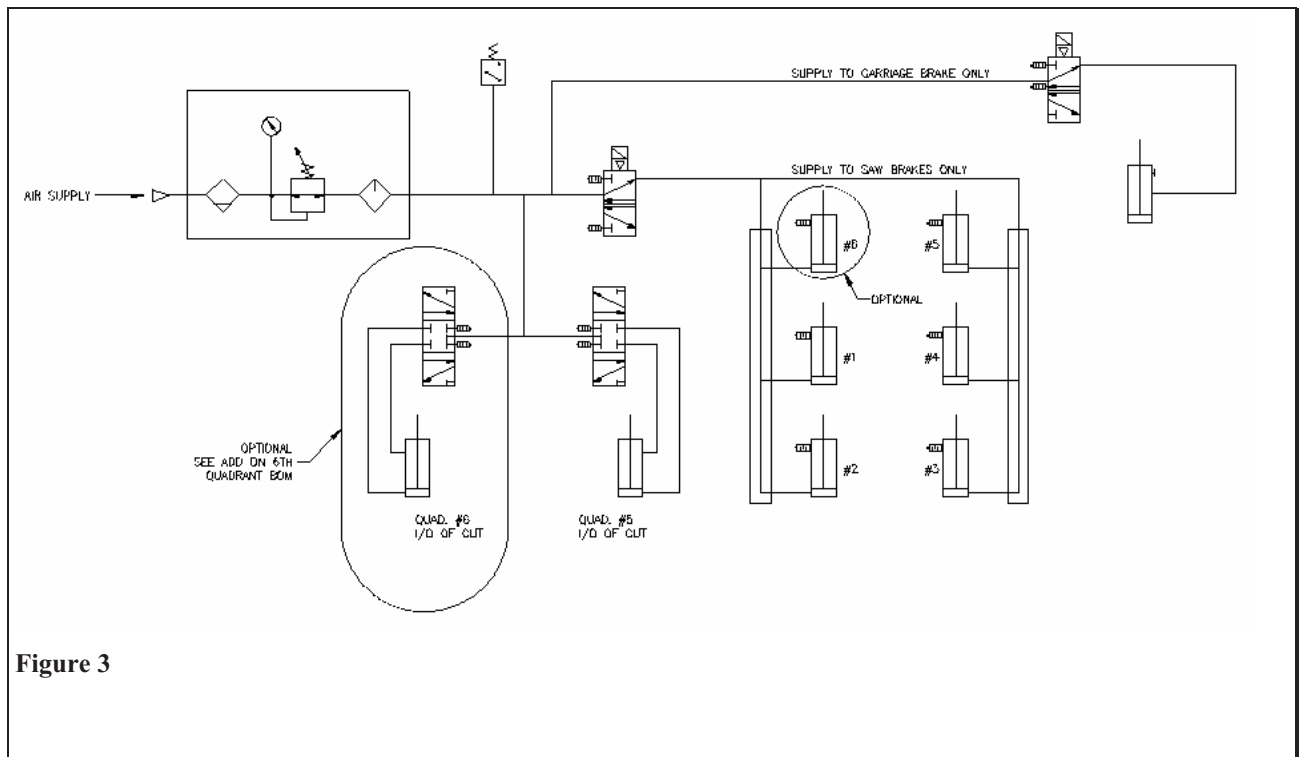 SUPPLY TO CARRIAGE BRAKE ONLY
AIR SUPPLY
SUPPLY TO SAW BRAKES ONLY
#6
#5
OPTIONAL
#1
#4
OPTIONAL
SEE ADD ON 6TH
QUADRANT BOM
#2
#3
QUAD. #6
I/O OF CUT
QUAD. #5
I/O OF CUT
Figure 3